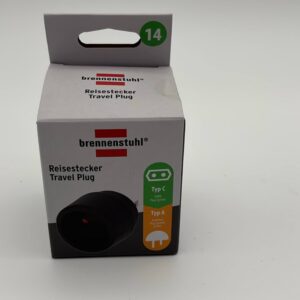 14
brennenstuhl®
Reisestecker
Travel Plug
brennenstuhl®
Reisestecker
Travel Plug
Typ C
Typ A